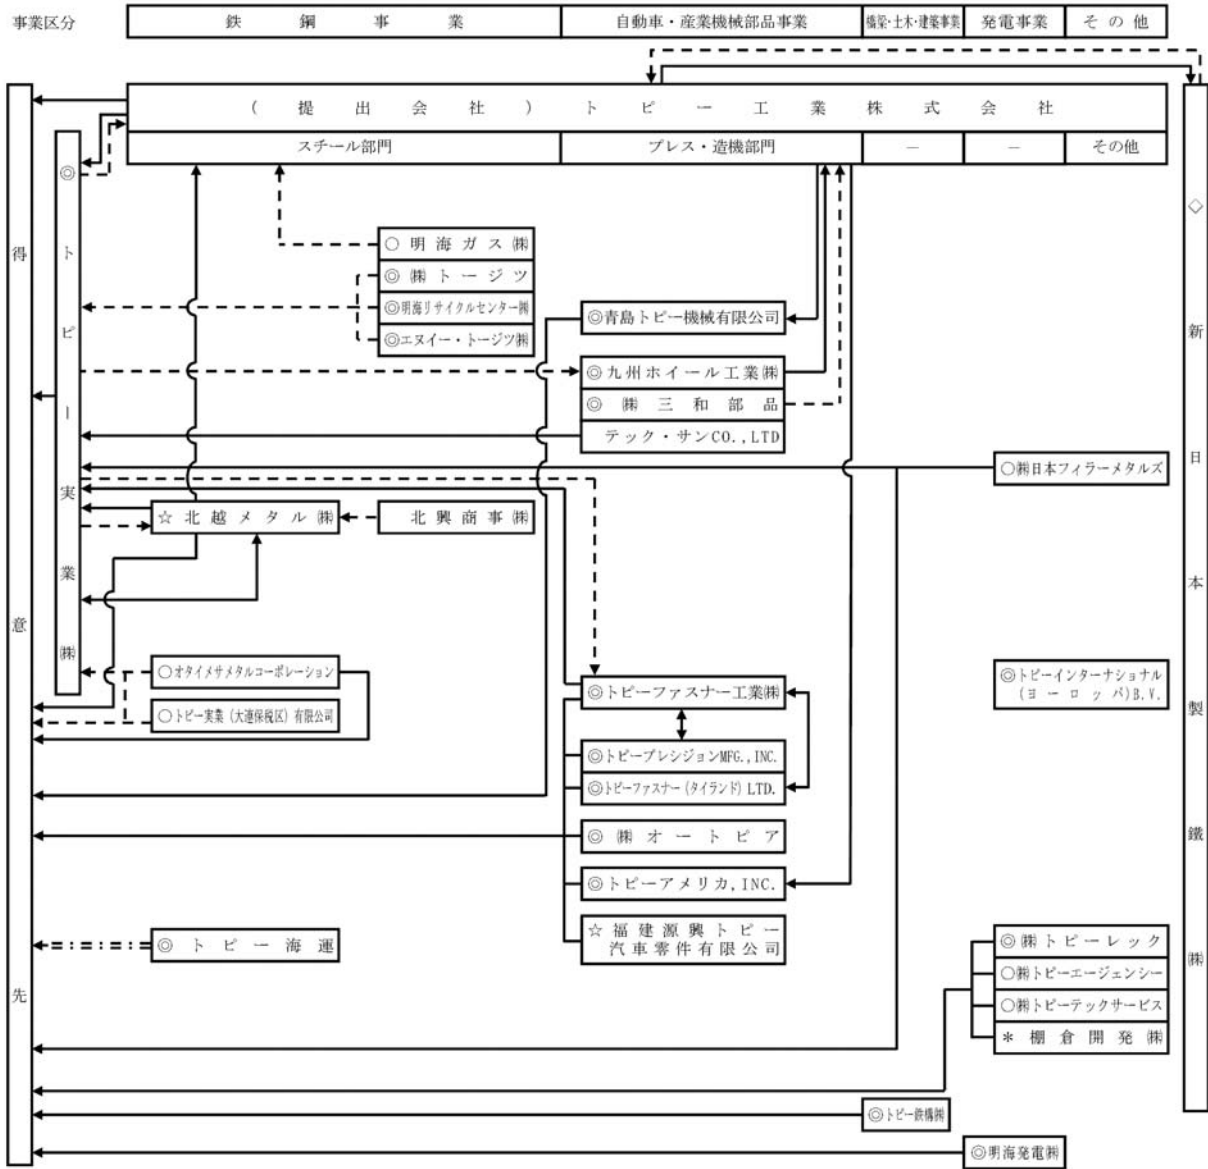 事業区分
鉄鋼事業
自動車・産業機械部品事業
橋梁・土木・建築事業
発電事業
その他
(提出会社)トピー工業株式会社
スチール部門
プレス・造機部門
－
－
その他
得意先
◎トピー実業㈱
◇新日本製鐵㈱
○明海ガス㈱
◎㈱トージツ
◎明海リサイクルセンター㈱
◎エヌイー・トージツ㈱
◎青島トピー機械有限公司
◎九州ホイール工業㈱
◎㈱三和部品
テック・サンCO.,LTD
○㈱日本フィラーメタルズ
☆北越メタル㈱
北興商事㈱
○オタイメサメタルコーポレーション
○トピー実業(大連保税区)有限公司
◎トピーファスナー工業㈱
◎トピーインターナショナル
(ヨーロッパ)B.V.
◎トピープレシジョンMFG.,INC.
◎トピーファスナー(タイランド)LTD.
◎㈱オートピア
◎トピーアメリカ,INC.
☆福建源興トピー
汽車零件有限公司
◎トピー海運
◎㈱トピーレック
○㈱トピーエージェンシー
○㈱トピーテックサービス
＊棚倉開発㈱
◎トピー鉄構㈱
◎明海発電㈱